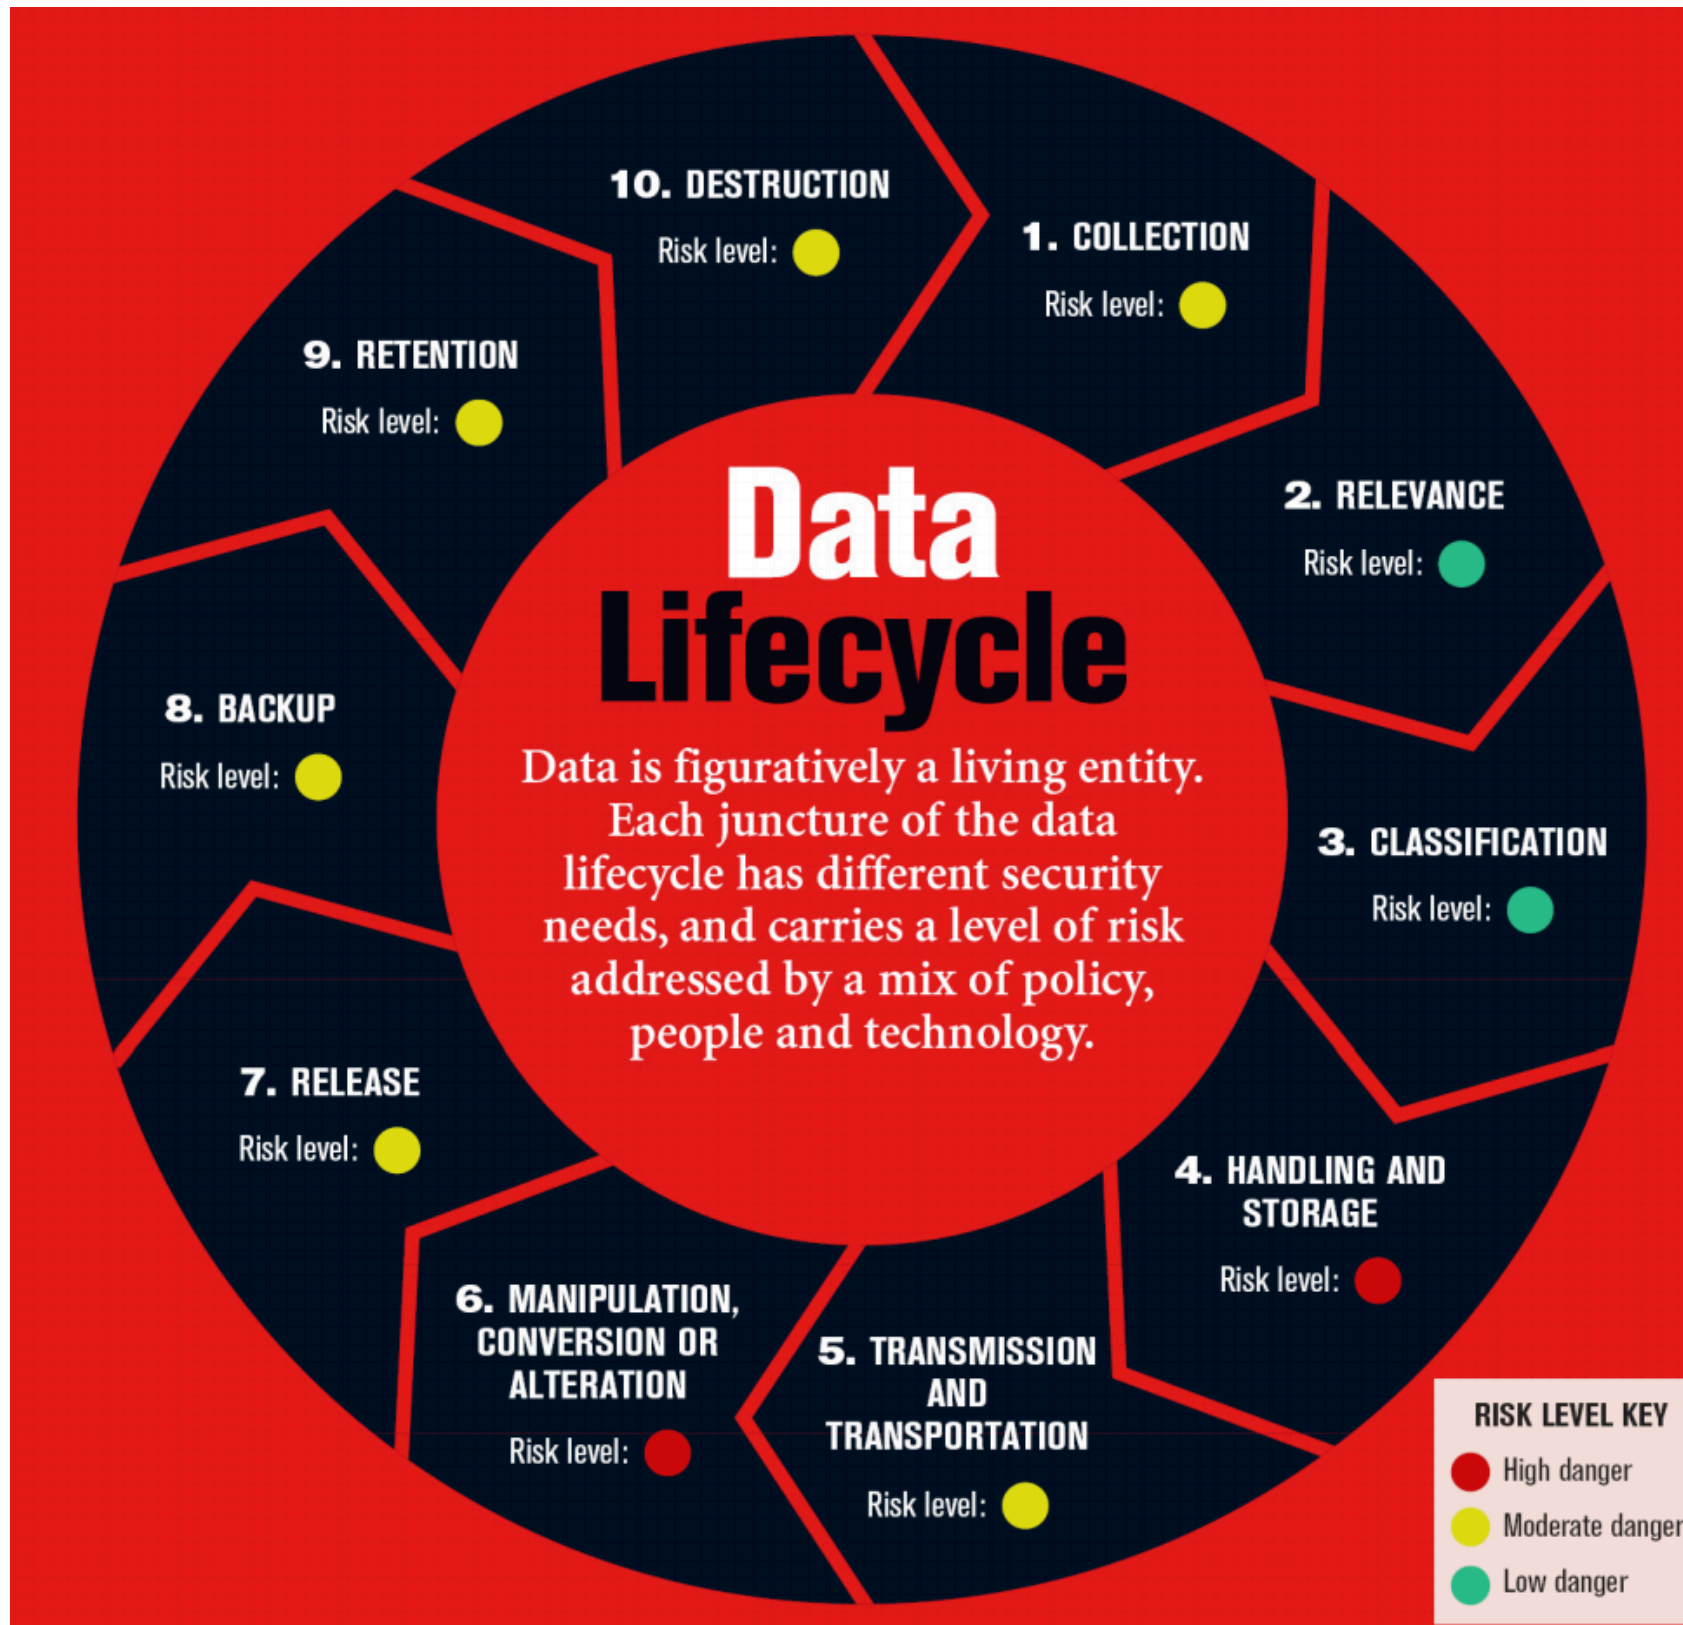 Data
Lifecycle
Data is figuratively a living entity.
Each juncture of the data
lifecycle has different security
needs, and carries a level of risk
addressed by a mix of policy,
people and technology.
1. COLLECTION
Risk level:
2. RELEVANCE
Risk level:
3. CLASSIFICATION
Risk level:
4. HANDLING AND
STORAGE
Risk level:
5. TRANSMISSION
AND
TRANSPORTATION
Risk level:
6. MANIPULATION,
CONVERSION OR
ALTERATION
Risk level:
7. RELEASE
Risk level:
8. BACKUP
Risk level:
9. RETENTION
Risk level:
10. DESTRUCTION
Risk level:
RISK LEVEL KEY
High danger
Moderate danger
Low danger